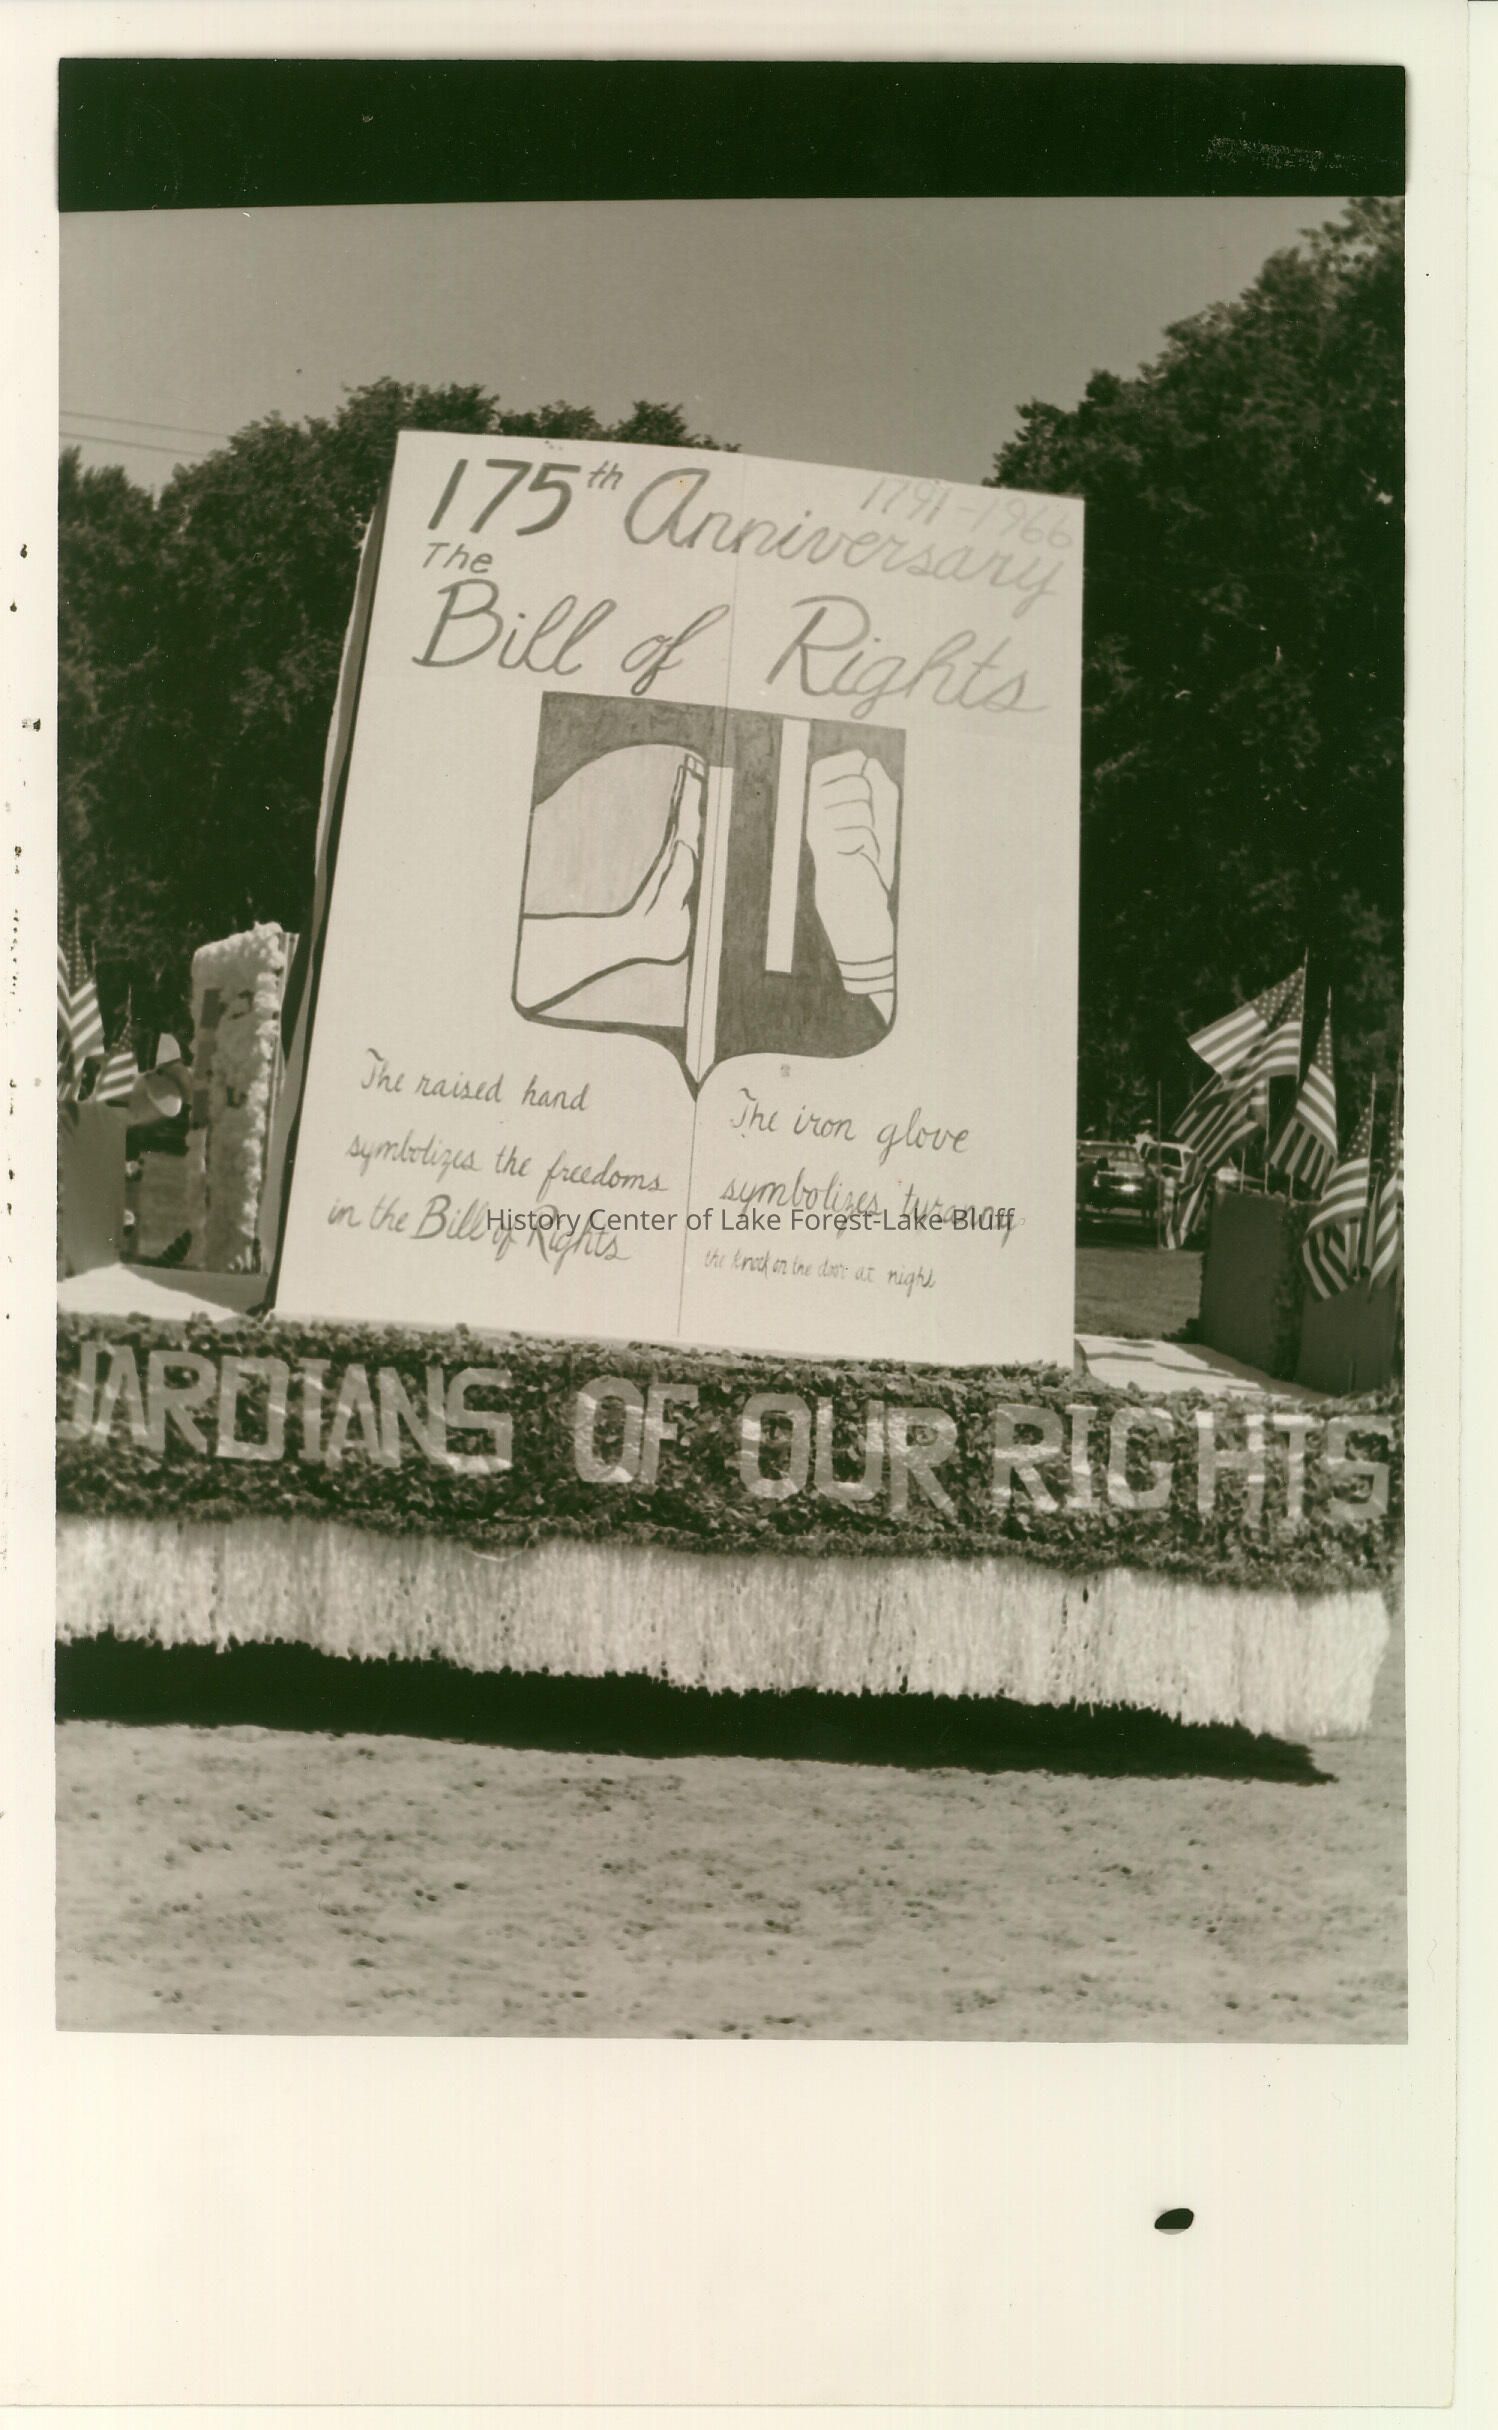 1791-1966
175th Anniversary
The
Bill of Rights
The raised hand
symbolizes the freedoms
in the Bill of Rights
The iron glove
symbolizes tyranny
the knock on the door at night
History Center of Lake Forest-Lake Bluff
UARDIANS OF OUR RIGHTS